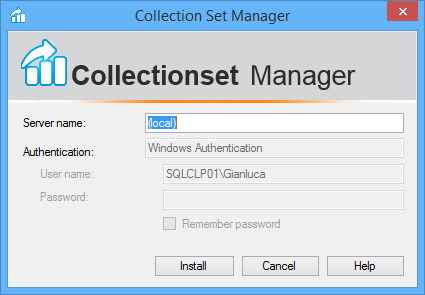 Collection Set Manager
Collectionset Manager
Server name: (local)
Authentication: Windows Authentication
User name: SQLCLP01\Gianluca
Password:
Remember password
Install Cancel Help